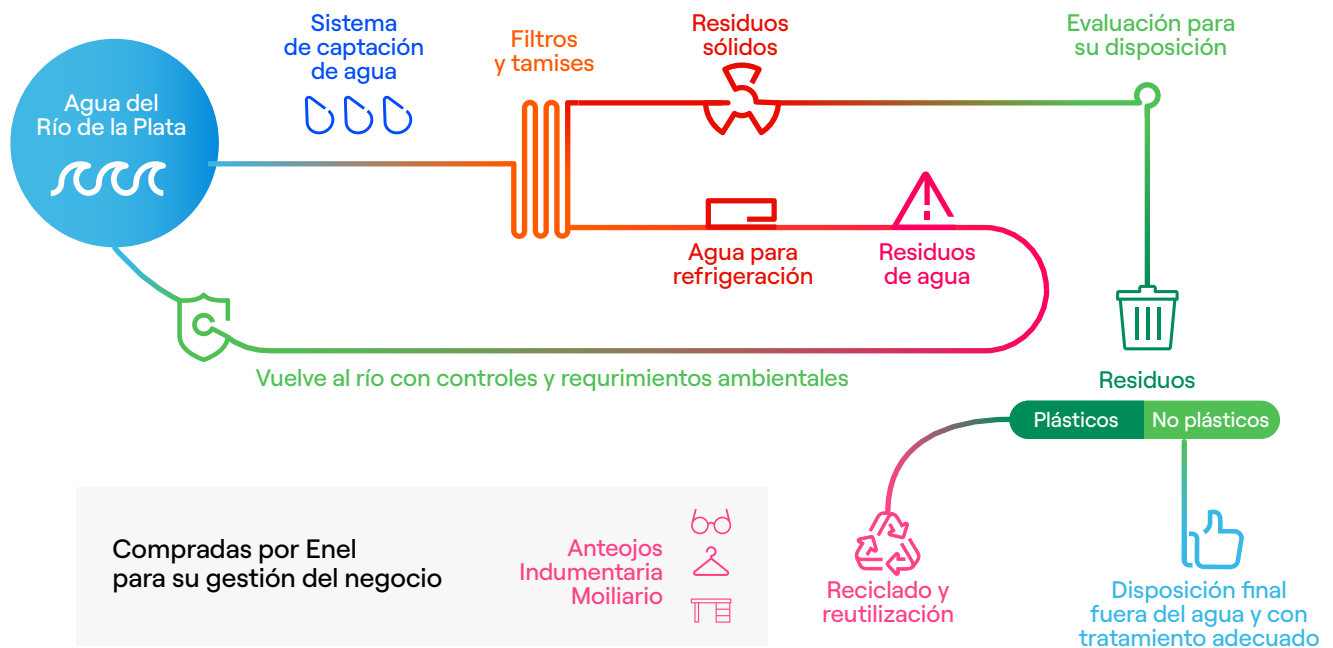 Agua del
Río de la Plata
Sistema
de captación
de agua
Filtros
y tamises
Residuos
sólidos
Evaluación para
su disposición
Agua para
refrigeración
Residuos
de agua
Vuelve al río con controles y requrimientos ambientales
Residuos
Plásticos
No plásticos
Compradas por Enel
para su gestión del negocio
Anteojos
Indumentaria
Moiliario
Reciclado y
reutilización
Disposición final
fuera del agua y con
tratamiento adecuado